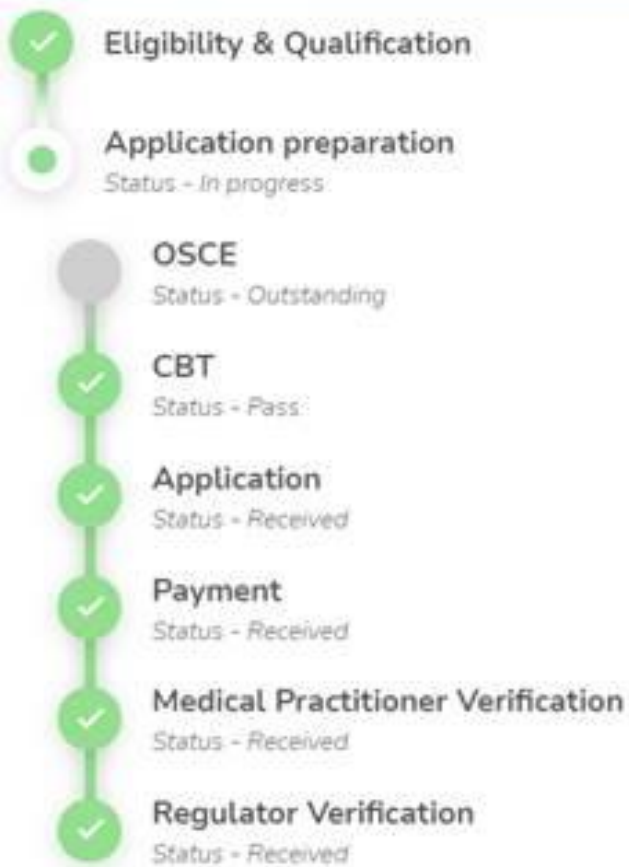 Eligibility & Qualification
Application preparation
Status - In progress
OSCE
Status - Outstanding
CBT
Status - Pass
Application
Status - Received
Payment
Status - Received
Medical Practitioner Verification
Status - Received
Regulator Verification
Status - Received